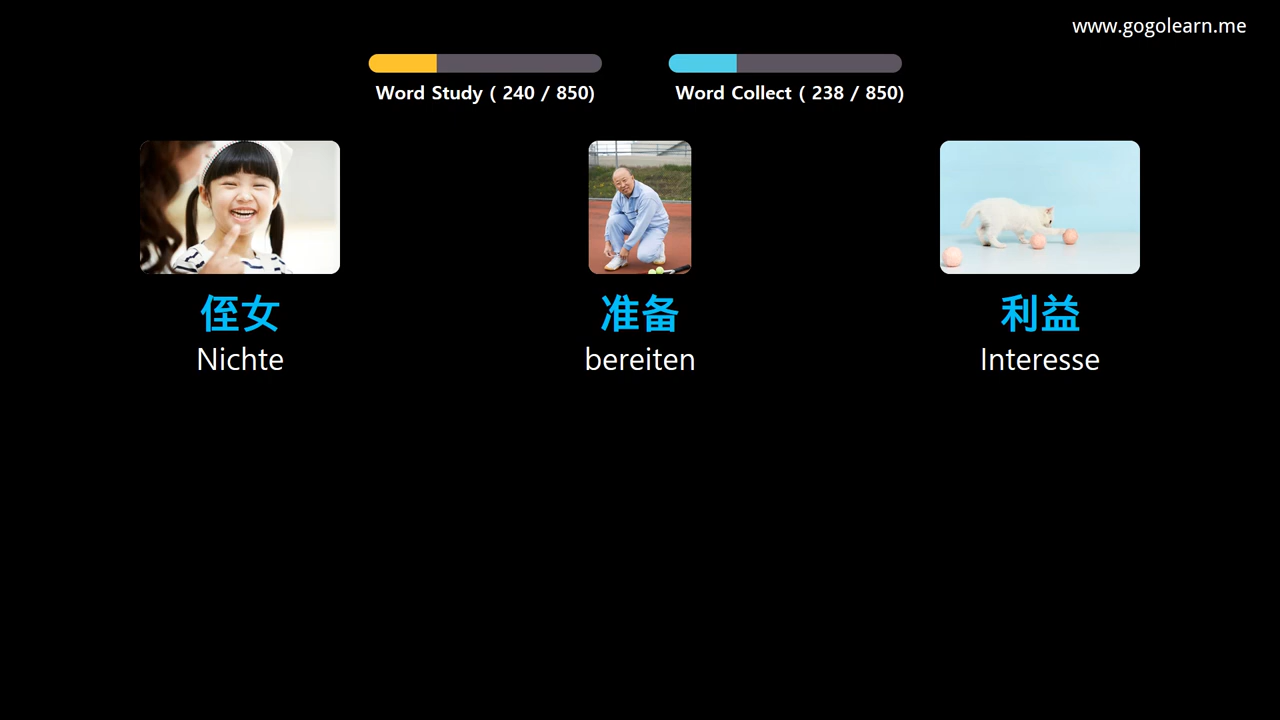 www.gogolearn.me
Word Study ( 240 / 850)
Word Collect ( 238 / 850)
侄女
准备
利益
Nichte
bereiten
Interesse